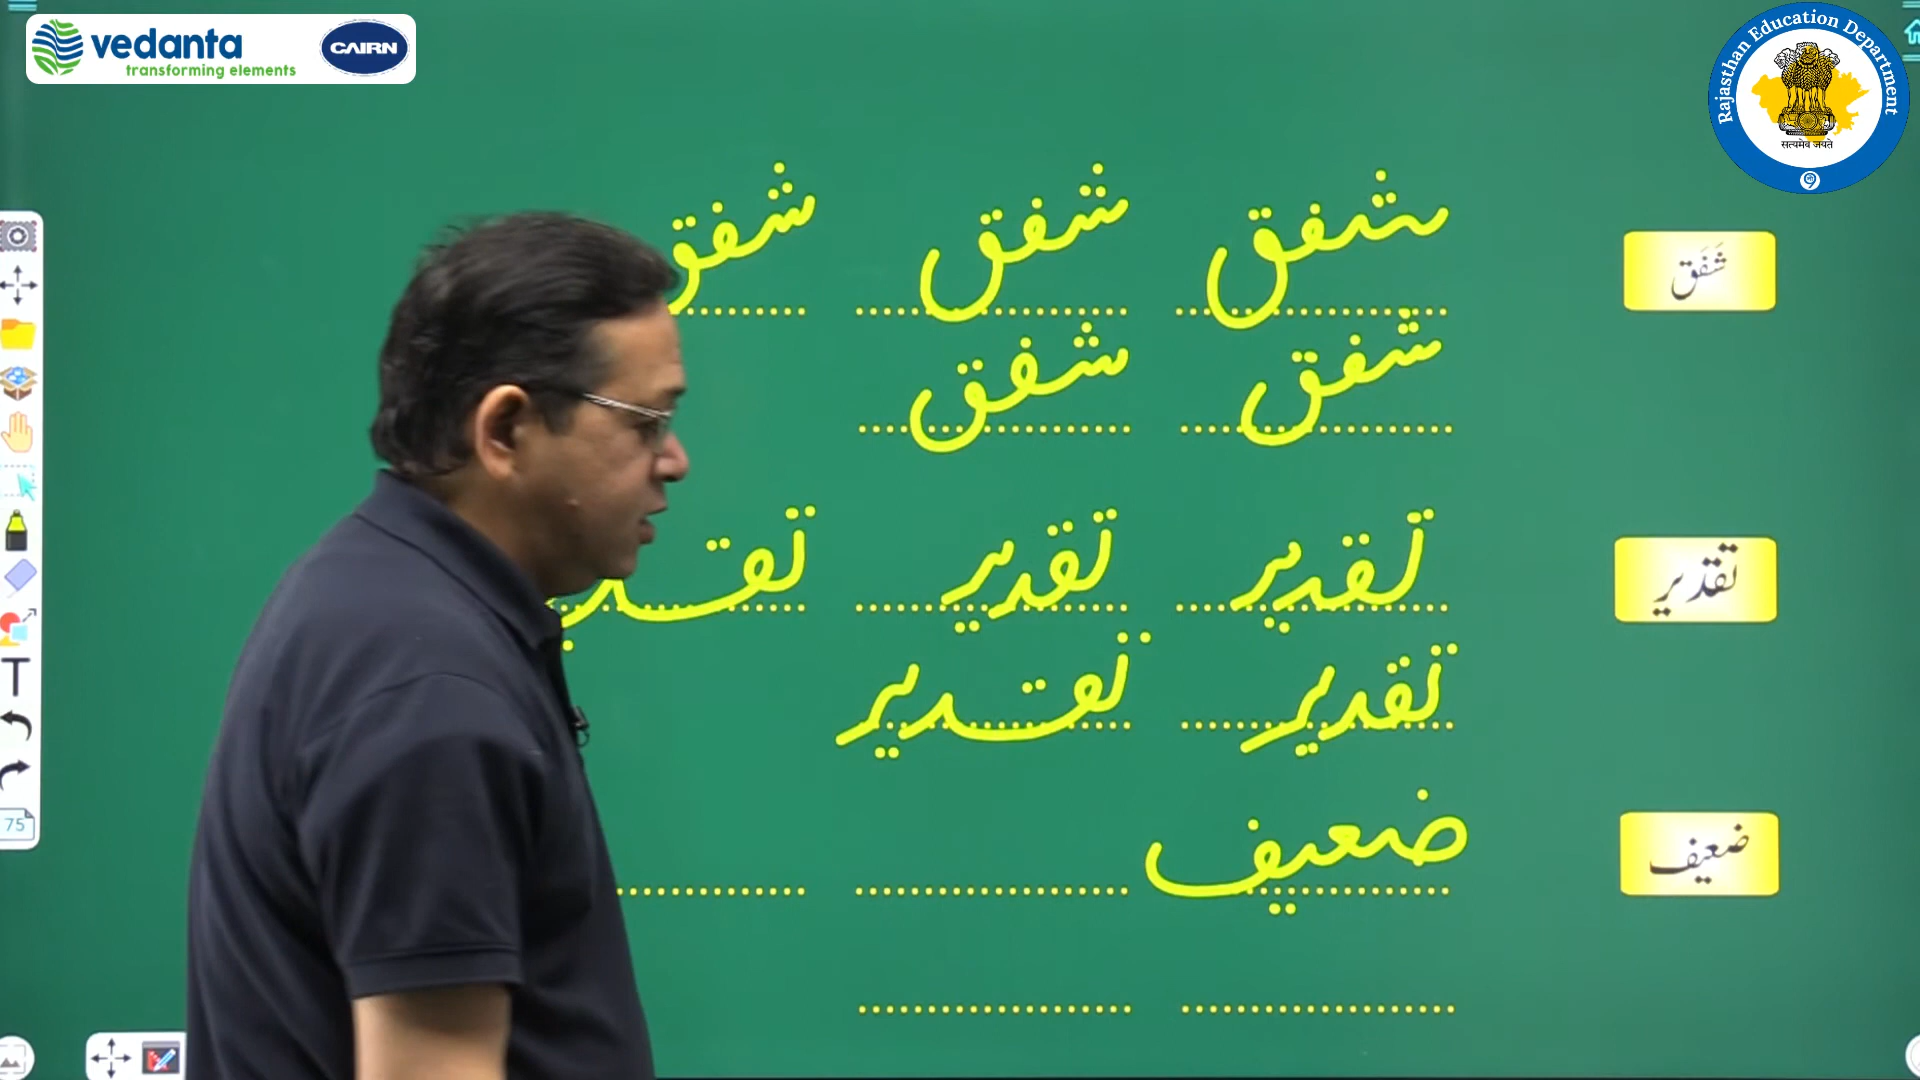 vedanta
transforming elements
CAIRN
Rajasthan Education Department
सत्यमेव जयते
شَفَق
شفق شفق شفق
شفق شفق
تقدیر
تقدیر تقدیر
تقدیر تقدیر
ضعیف
ضعیف
T
75